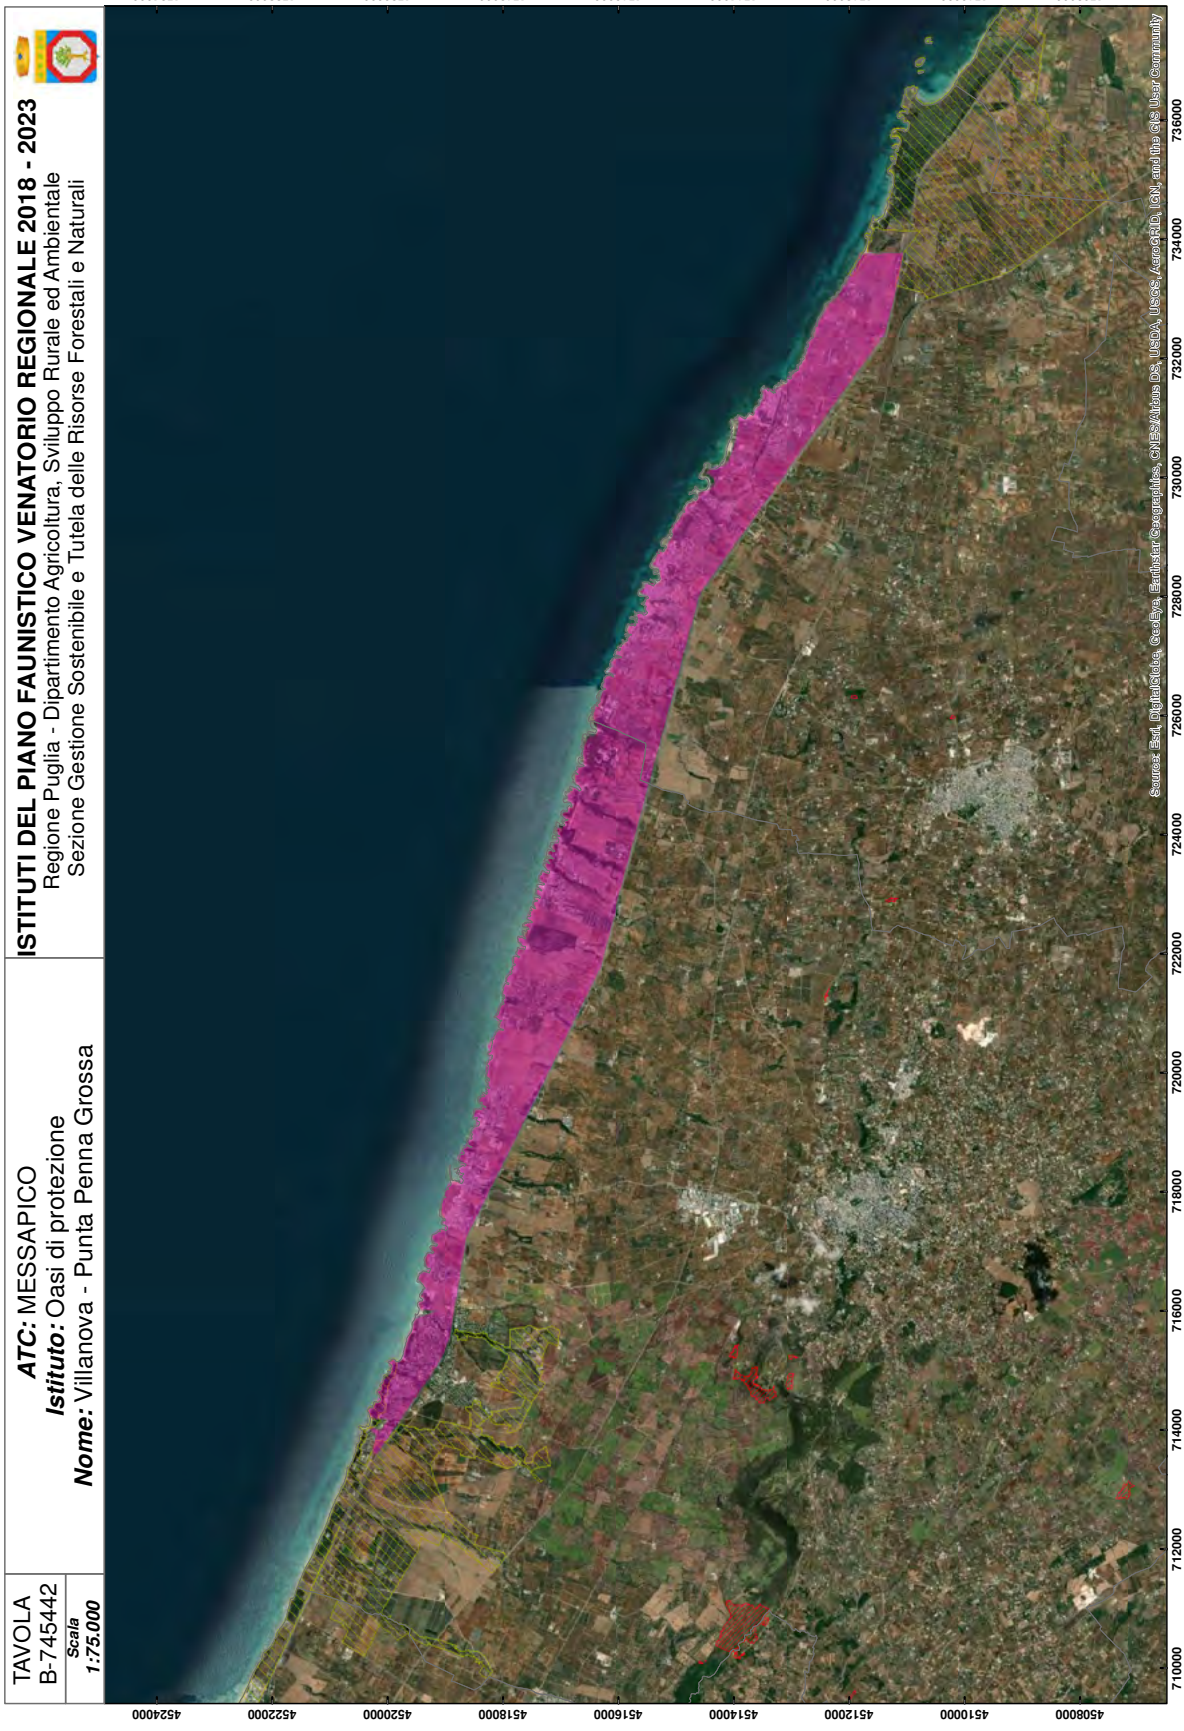 TAVOLA
B-745442
Scala
1:75.000
ATC: MESSAPICO
Istituto: Oasi di protezione
Nome: Villanova - Punta Penna Grossa
ISTITUTI DEL PIANO FAUNISTICO VENATORIO REGIONALE 2018 - 2023
Regione Puglia - Dipartimento Agricoltura, Sviluppo Rurale ed Ambientale
Sezione Gestione Sostenibile e Tutela delle Risorse Forestali e Naturali
4524000
4522000
4520000
4518000
4516000
4514000
4512000
4510000
4508000
Source: Esri, DigitalGlobe, GeoEye, Earthstar Geographics, CNES/Airbus DS, USDA, USGS, AeroGRID, IGN, and the GIS User Community
710000 712000 714000 716000 718000 720000 722000 724000 726000 728000 730000 732000 734000 736000